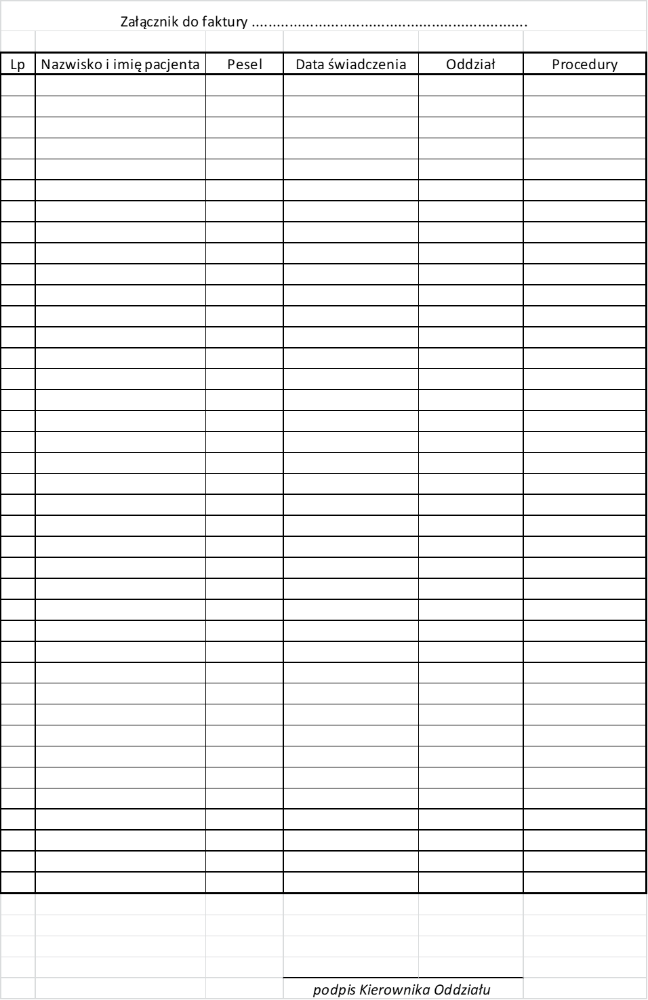 Załącznik do faktury .................................................................
Lp Nazwisko i imię pacjenta Pesel Data świadczenia Oddział Procedury
podpis Kierownika Oddziału